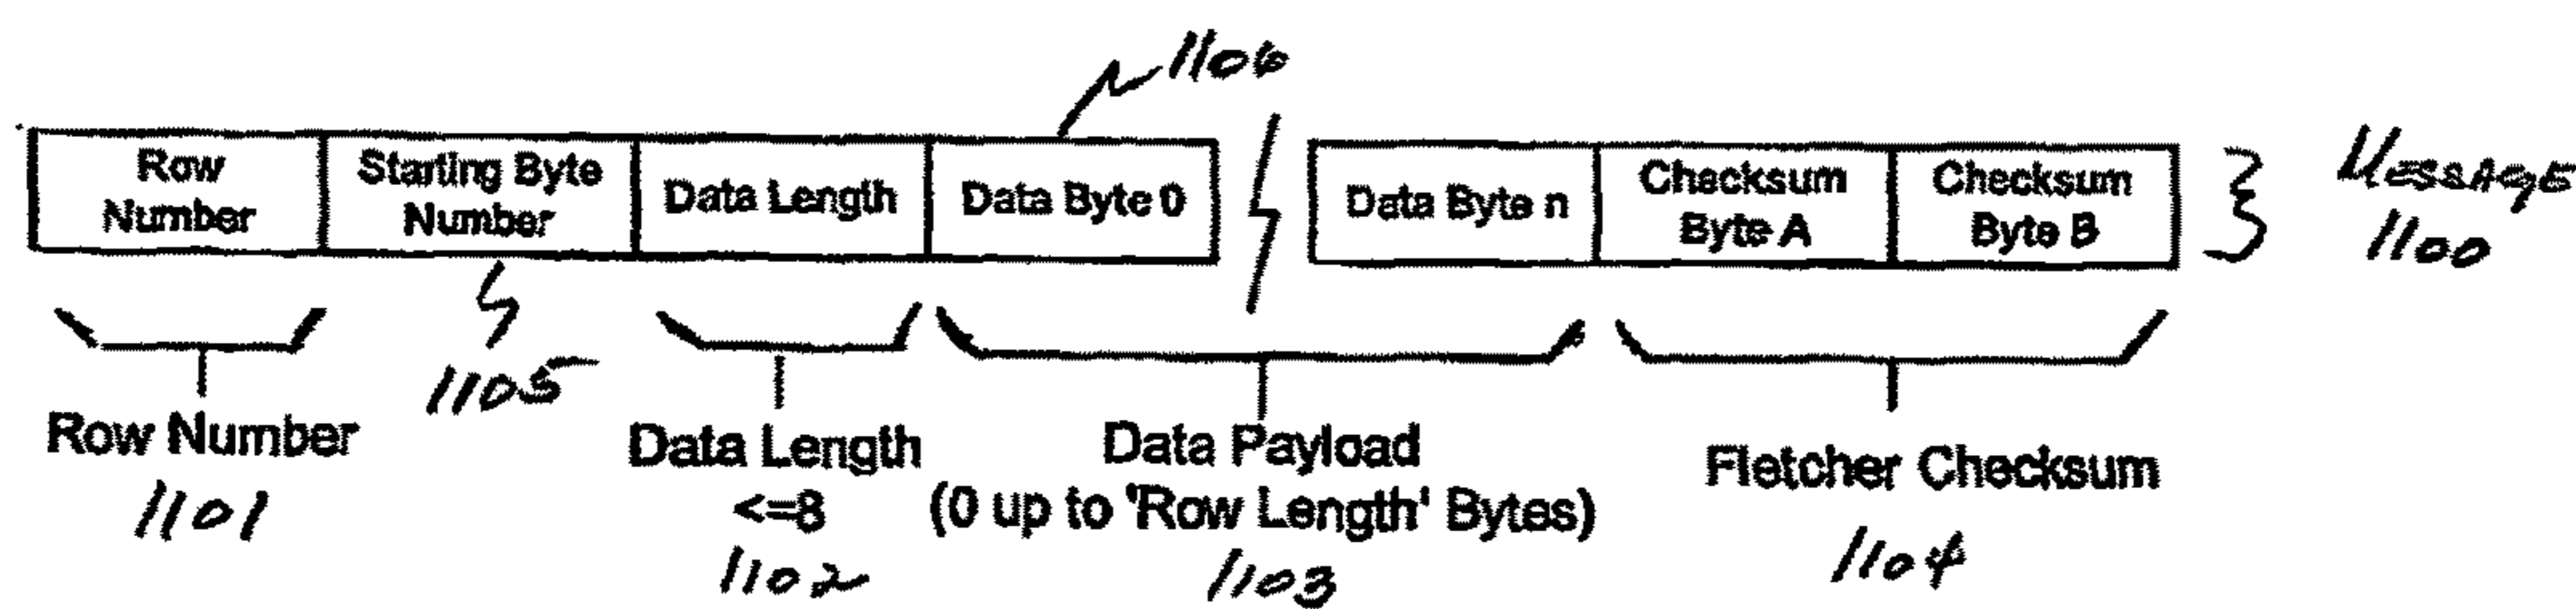 1106
Row Number
Starting Byte Number
Data Length
Data Byte 0
Data Byte n
Checksum Byte A
Checksum Byte B
MESSAGE
1100
1105
Row Number
1101
Data Length
<=8
1102
Data Payload
(0 up to 'Row Length' Bytes)
1103
Fletcher Checksum
1104